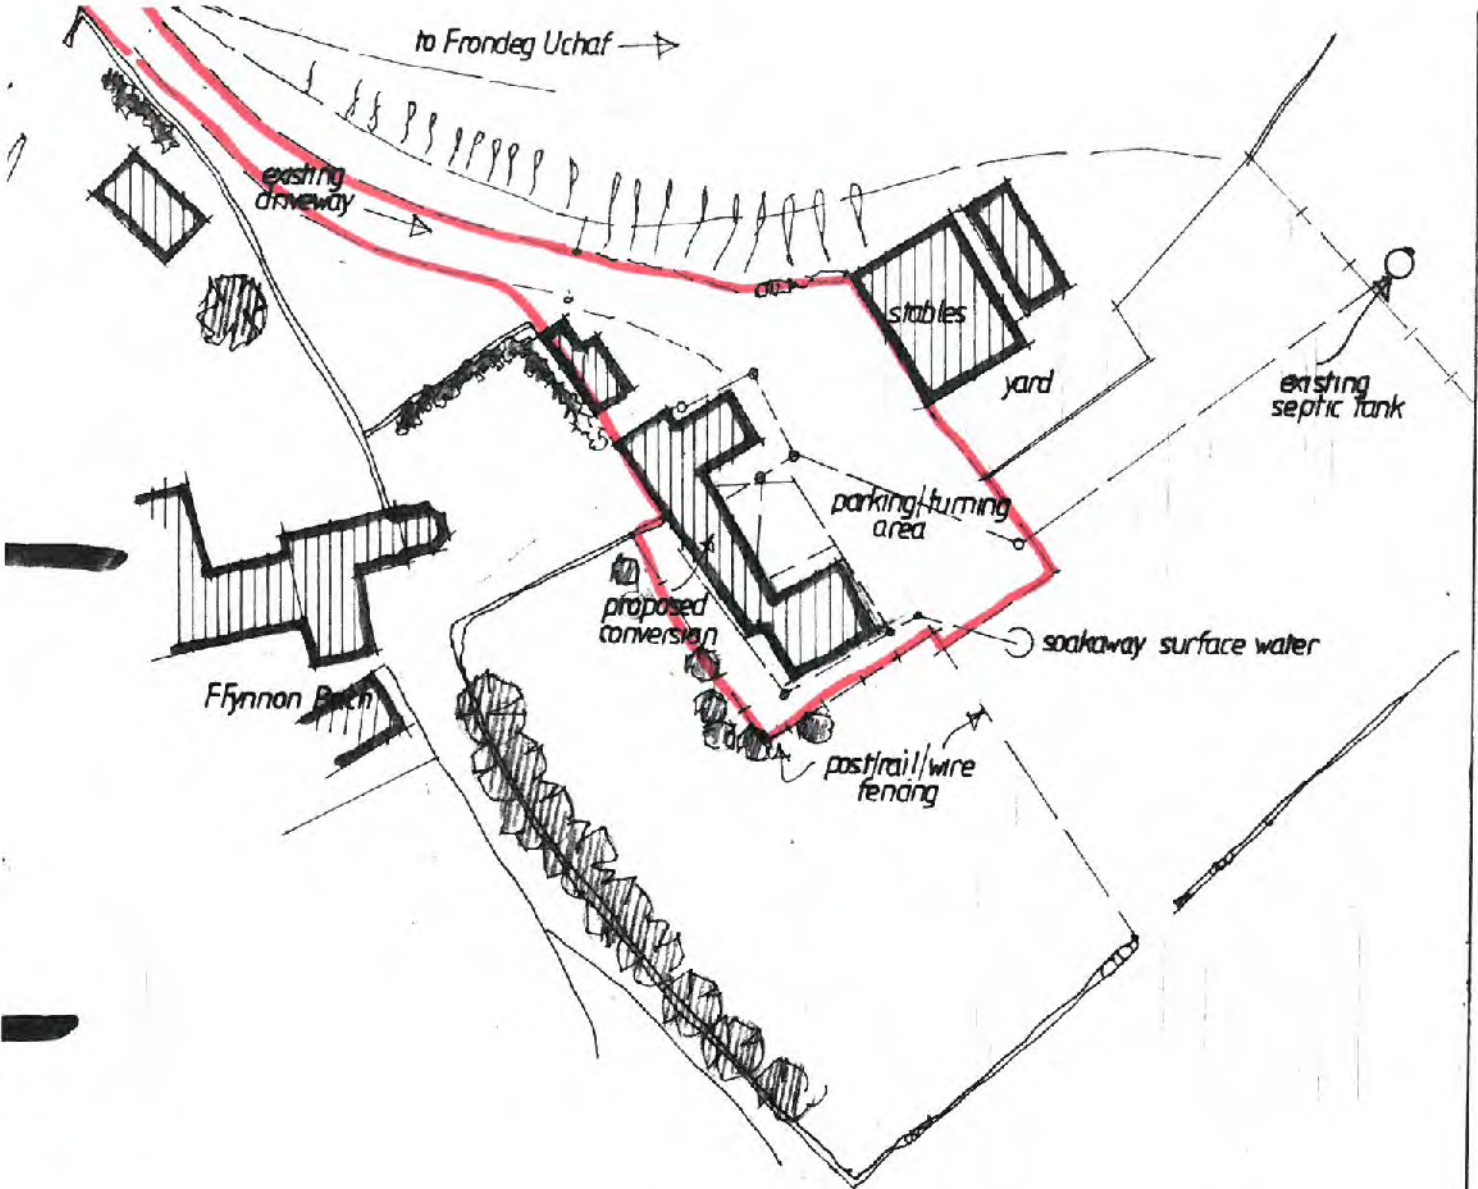 to Frondeg Uchaf
existing
driveway
stables
yard
existing
septic Tank
parking/turning
area
proposed
conversion
soakaway surface water
Ffynnon Bach
post/rail/wire
fencing